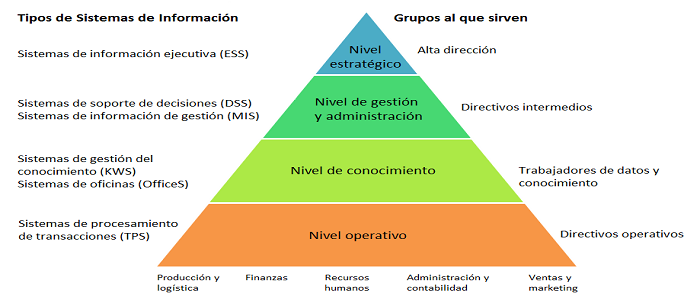 Tipos de Sistemas de Información
Grupos al que sirven
Sistemas de información ejecutiva (ESS)
Nivel
estratégico
Alta dirección
Sistemas de soporte de decisiones (DSS)
Sistemas de información de gestión (MIS)
Nivel de gestión
y administración
Directivos intermedios
Sistemas de gestión del
conocimiento (KWS)
Sistemas de oficinas (OfficeS)
Nivel de conocimiento
Trabajadores de datos y
conocimiento
Sistemas de procesamiento
de transacciones (TPS)
Nivel operativo
Directivos operativos
Producción y
logística
Finanzas
Recursos
humanos
Administración y
contabilidad
Ventas y
marketing